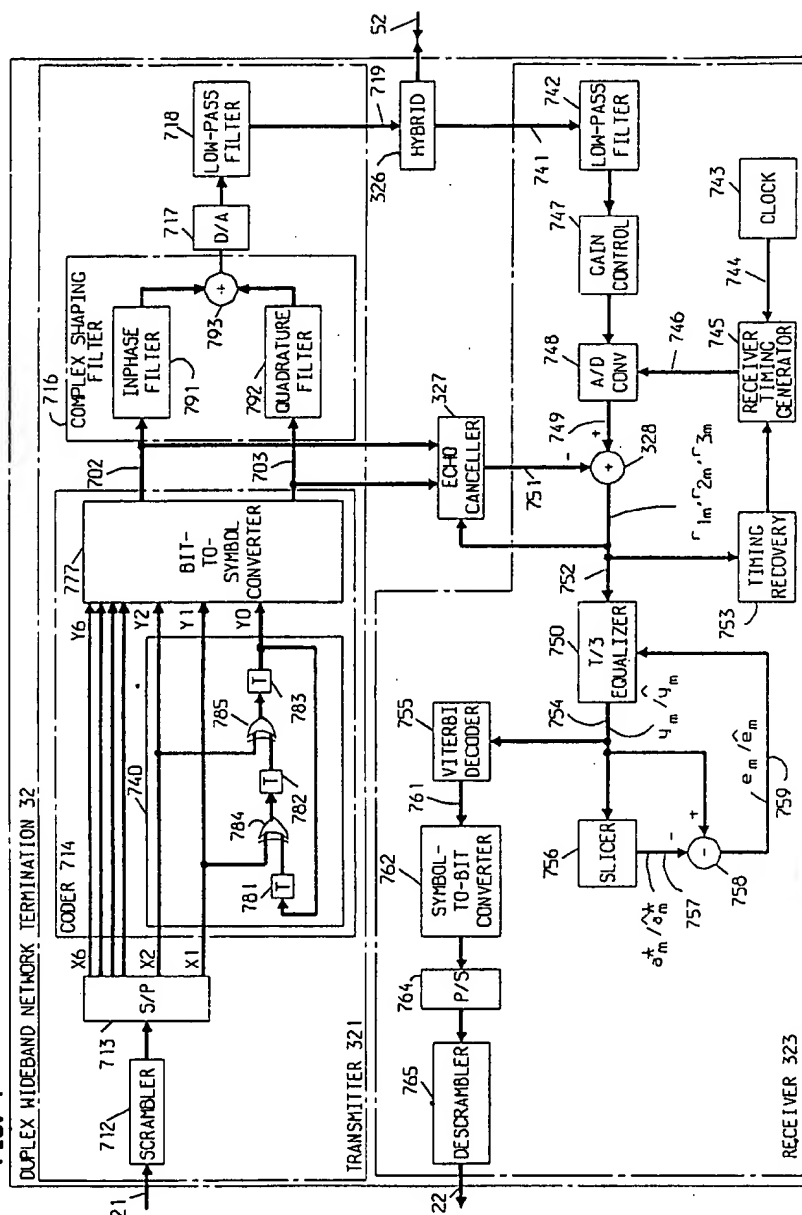 DUPLEX WIDEBAND NETWORK TERMINATION 32
TRANSMITTER 321
21
SCRAMBLER
712
S/P
713
X6
X2
X1
CODER 714
740
T
781
784
T
782
785
T
783
Y6
Y2
Y1
Y0
777
BIT-
TO-
SYMBOL
CONVERTER
702
703
716
COMPLEX SHAPING
FILTER
INPHASE
FILTER
791
792
QUADRATURE
FILTER
+
793
D/A
717
LOW-PASS
FILTER
718
719
HYBRID
326
52
741
LOW-PASS
FILTER
742
GAIN
CONTROL
747
A/D
CONV
748
749
CLOCK
743
744
RECEIVER
TIMING
GENERATOR
745
746
ECHO
CANCELLER
327
751
-
+
+
328
r1m, r2m, r3m
752
TIMING
RECOVERY
753
T/3
EQUALIZER
750
754
ym/ŷm
VITERBI
DECODER
755
761
SLICER
756
a*m/â*m
757
-
+
-
758
em/êm
759
SYMBOL-
TO-BIT
CONVERTER
762
P/S
764
DESCRAMBLER
765
22
RECEIVER 323